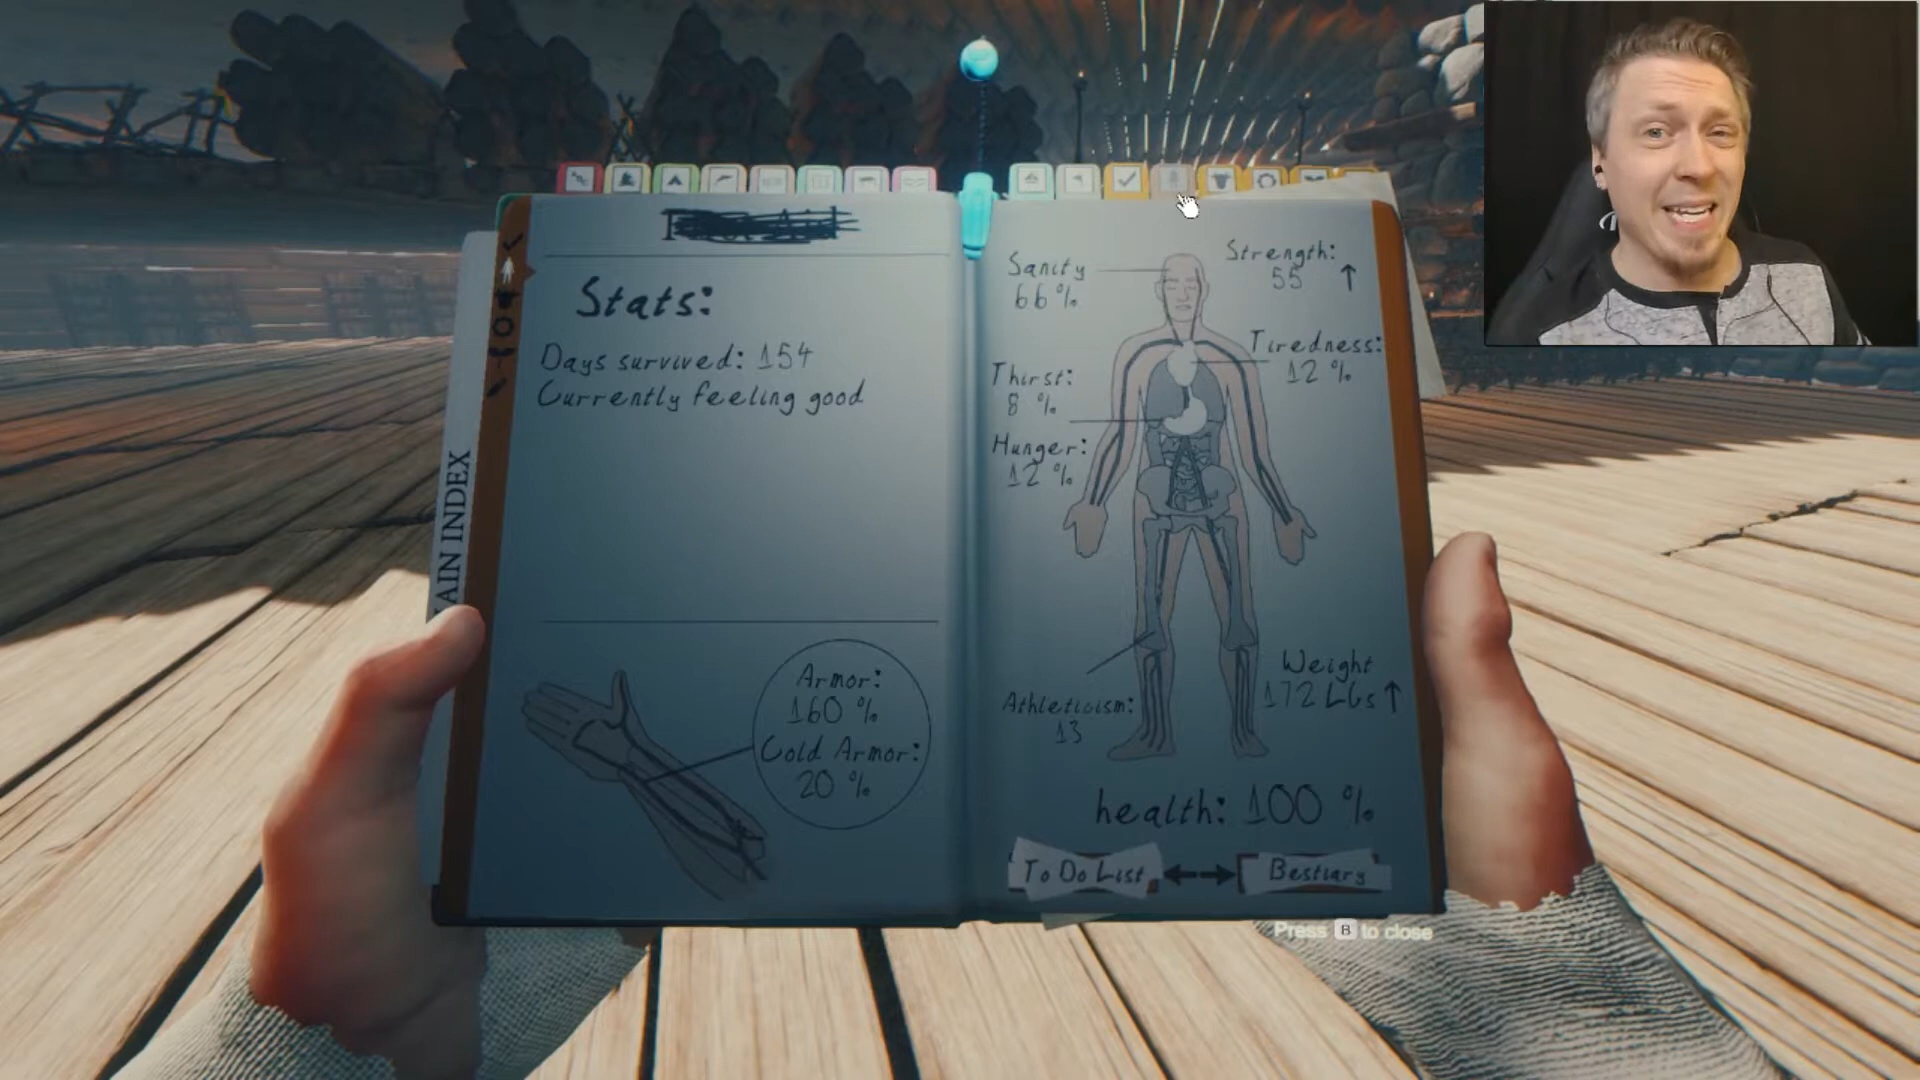 MAIN INDEX
Stats:
Days survived: 154
Currently feeling good
Armor:
160 %
Cold Armor:
20 %
Sanity
66 %
Strength:
55
Tiredness:
12 %
Thirst:
8 %
Hunger:
12 %
Athleticism:
13
Weight
172 Lbs
health: 100 %
To Do List
Bestiary
Press B to close